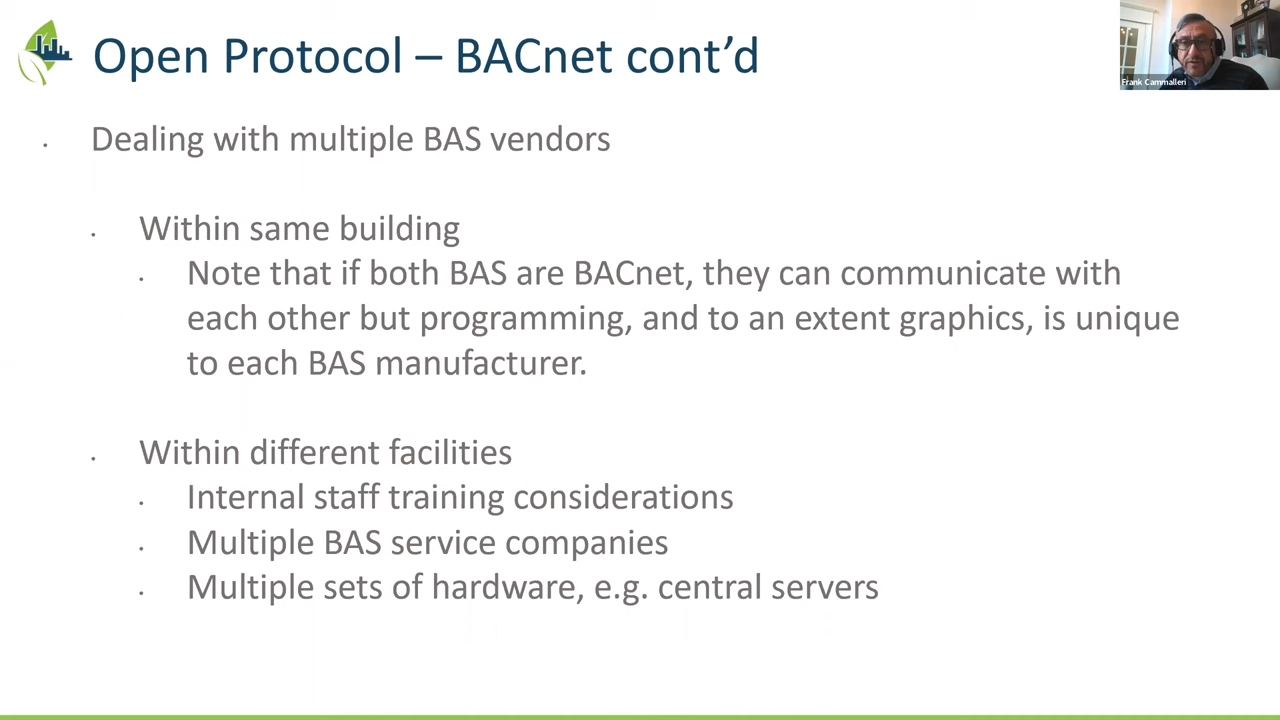 Open Protocol – BACnet cont’d
Frank Cammalleri
Dealing with multiple BAS vendors
Within same building
Note that if both BAS are BACnet, they can communicate with
each other but programming, and to an extent graphics, is unique
to each BAS manufacturer.
Within different facilities
Internal staff training considerations
Multiple BAS service companies
Multiple sets of hardware, e.g. central servers